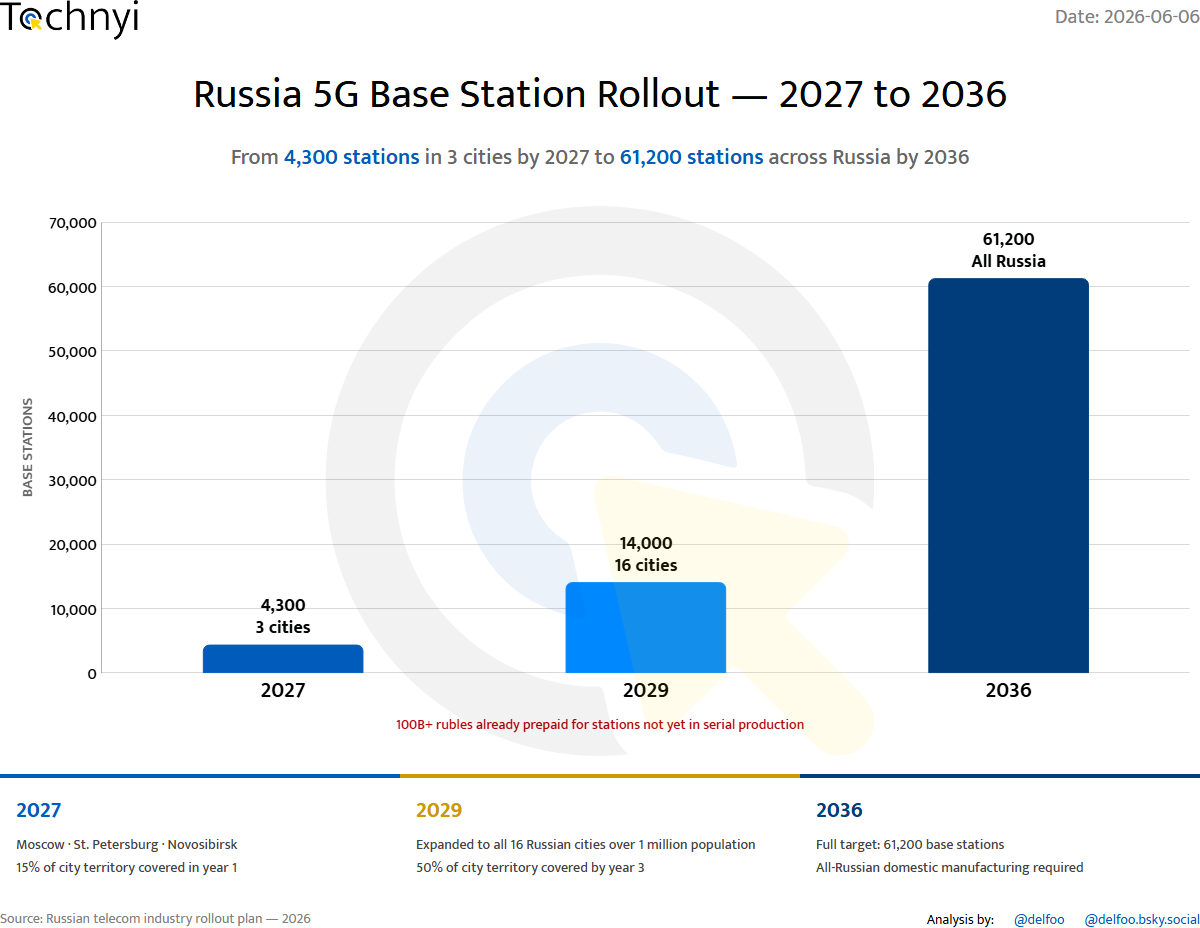 Technyi
Date: 2026-06-06
Russia 5G Base Station Rollout — 2027 to 2036
From 4,300 stations in 3 cities by 2027 to 61,200 stations across Russia by 2036
70,000
60,000
50,000
40,000
30,000
20,000
10,000
0
BASE STATIONS
4,300
3 cities
14,000
16 cities
61,200
All Russia
2027
2029
2036
100B+ rubles already prepaid for stations not yet in serial production
2027
Moscow · St. Petersburg · Novosibirsk
15% of city territory covered in year 1
2029
Expanded to all 16 Russian cities over 1 million population
50% of city territory covered by year 3
2036
Full target: 61,200 base stations
All-Russian domestic manufacturing required
Source: Russian telecom industry rollout plan — 2026
Analysis by: @delfoo @delfoo.bsky.social